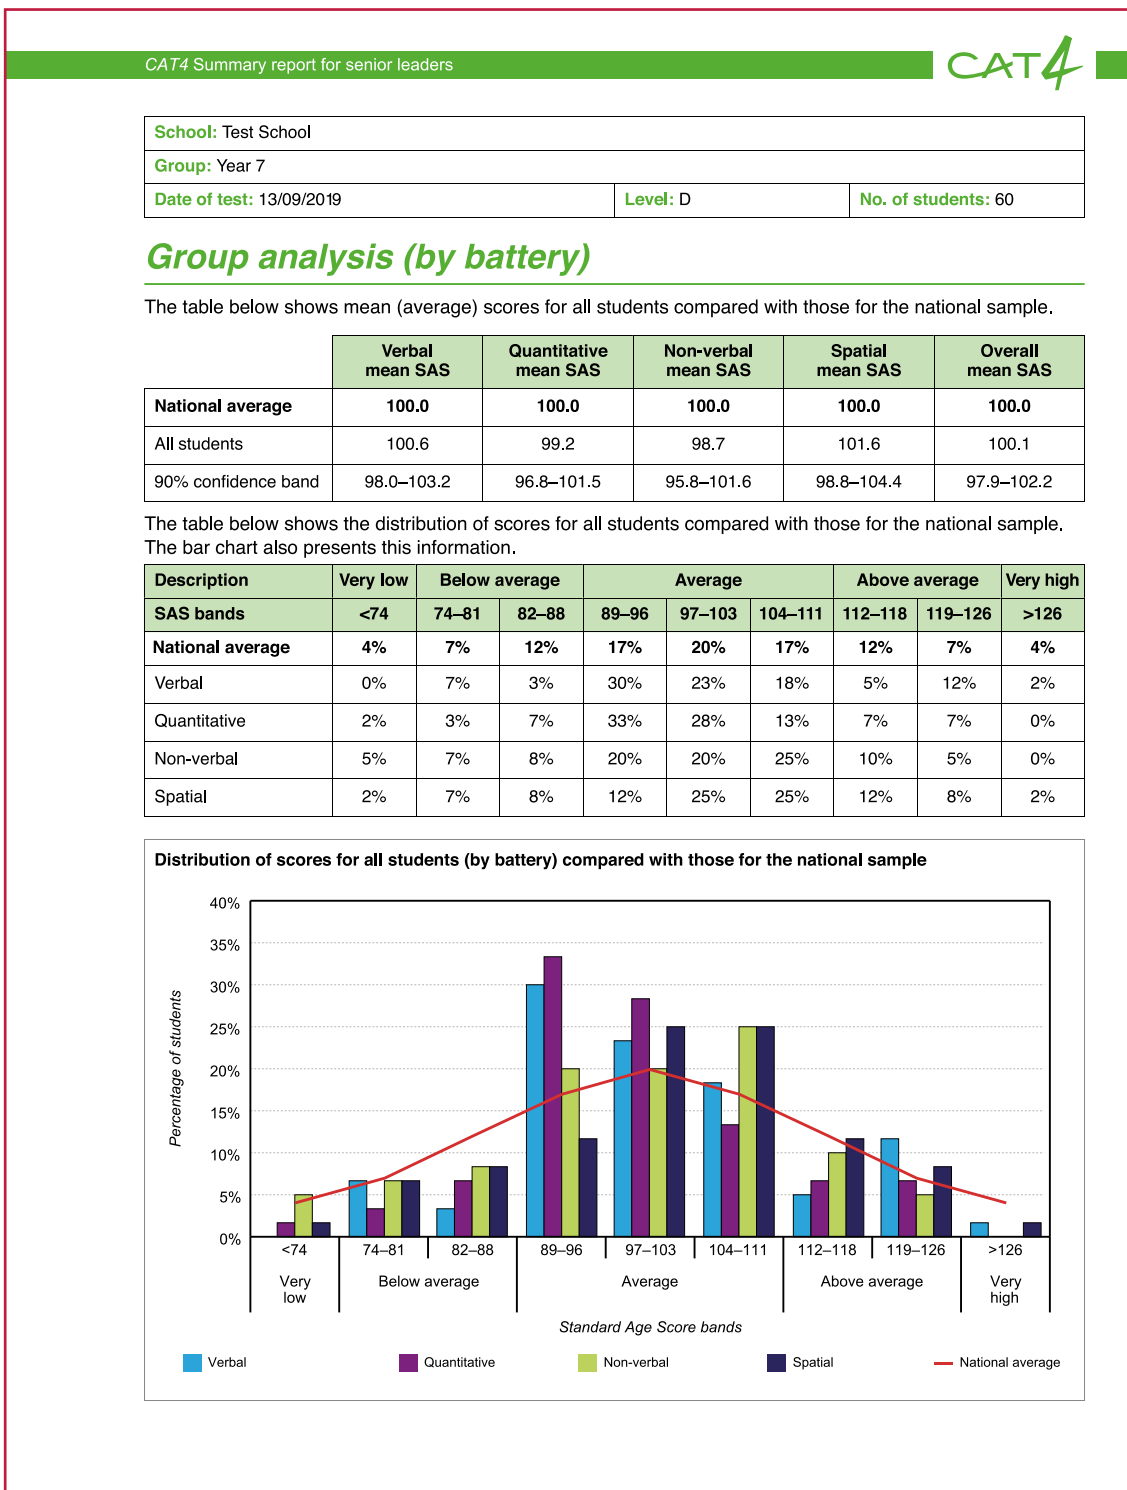 CAT4 Summary report for senior leaders
CAT4
School: Test School
Group: Year 7
Date of test: 13/09/2019 Level: D No. of students: 60
Group analysis (by battery)
The table below shows mean (average) scores for all students compared with those for the national sample.
Verbal mean SAS Quantitative mean SAS Non-verbal mean SAS Spatial mean SAS Overall mean SAS
National average 100.0 100.0 100.0 100.0 100.0
All students 100.6 99.2 98.7 101.6 100.1
90% confidence band 98.0–103.2 96.8–101.5 95.8–101.6 98.8–104.4 97.9–102.2
The table below shows the distribution of scores for all students compared with those for the national sample.
The bar chart also presents this information.
Description Very low Below average Average Above average Very high
SAS bands <74 74–81 82–88 89–96 97–103 104–111 112–118 119–126 >126
National average 4% 7% 12% 17% 20% 17% 12% 7% 4%
Verbal 0% 7% 3% 30% 23% 18% 5% 12% 2%
Quantitative 2% 3% 7% 33% 28% 13% 7% 7% 0%
Non-verbal 5% 7% 8% 20% 20% 25% 10% 5% 0%
Spatial 2% 7% 8% 12% 25% 25% 12% 8% 2%
Distribution of scores for all students (by battery) compared with those for the national sample
Percentage of students
40%
35%
30%
25%
20%
15%
10%
5%
0%
<74 74–81 82–88 89–96 97–103 104–111 112–118 119–126 >126
Very low Below average Average Above average Very high
Standard Age Score bands
Verbal Quantitative Non-verbal Spatial National average